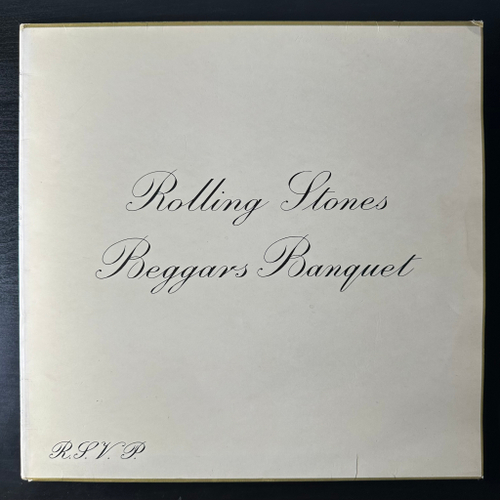 Rolling Stones
Beggars Banquet
R.S.V.P.